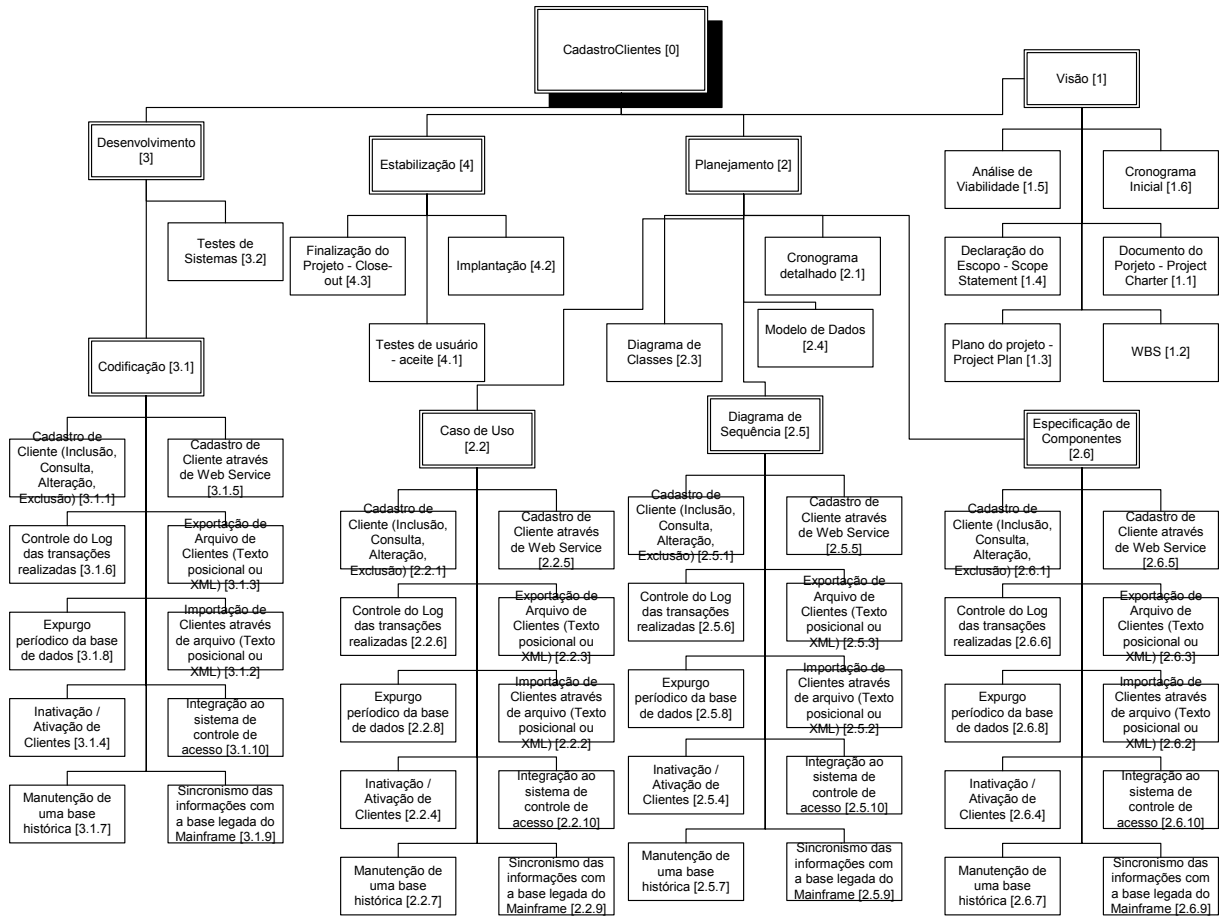 CadastroClientes [0]
Visão [1]
Desenvolvimento
[3]
Estabilização [4]
Planejamento [2]
Análise de
Viabilidade [1.5]
Cronograma
Inicial [1.6]
Testes de
Sistemas [3.2]
Finalização do
Projeto - Close-
out [4.3]
Implantação [4.2]
Cronograma
detalhado [2.1]
Declaração do
Escopo - Scope
Statement [1.4]
Documento do
Porjeto - Project
Charter [1.1]
Codificação [3.1]
Testes de usuário
- aceite [4.1]
Diagrama de
Classes [2.3]
Modelo de Dados
[2.4]
Plano do projeto -
Project Plan [1.3]
WBS [1.2]
Caso de Uso
[2.2]
Diagrama de
Sequência [2.5]
Especificação de
Componentes
[2.6]
Cadastro de
Cliente (Inclusão,
Consulta,
Alteração,
Exclusão) [3.1.1]
Cadastro de
Cliente através
de Web Service
[3.1.5]
Controle do Log
das transações
realizadas [3.1.6]
Exportação de
Arquivo de
Clientes (Texto
posicional ou
XML) [3.1.3]
Expurgo
períodico da base
de dados [3.1.8]
Importação de
Clientes através
de arquivo (Texto
posicional ou
XML) [3.1.2]
Inativação /
Ativação de
Clientes [3.1.4]
Integração ao
sistema de
controle de
acesso [3.1.10]
Manutenção de
uma base
histórica [3.1.7]
Sincronismo das
informações com
a base legada do
Mainframe [3.1.9]
Cadastro de
Cliente (Inclusão,
Consulta,
Alteração,
Exclusão) [2.2.1]
Cadastro de
Cliente através
de Web Service
[2.2.5]
Controle do Log
das transações
realizadas [2.2.6]
Exportação de
Arquivo de
Clientes (Texto
posicional ou
XML) [2.2.3]
Expurgo
períodico da base
de dados [2.2.8]
Importação de
Clientes através
de arquivo (Texto
posicional ou
XML) [2.2.2]
Inativação /
Ativação de
Clientes [2.2.4]
Integração ao
sistema de
controle de
acesso [2.2.10]
Manutenção de
uma base
histórica [2.2.7]
Sincronismo das
informações com
a base legada do
Mainframe [2.2.9]
Cadastro de
Cliente (Inclusão,
Consulta,
Alteração,
Exclusão) [2.5.1]
Cadastro de
Cliente através
de Web Service
[2.5.5]
Controle do Log
das transações
realizadas [2.5.6]
Exportação de
Arquivo de
Clientes (Texto
posicional ou
XML) [2.5.3]
Expurgo
períodico da base
de dados [2.5.8]
Importação de
Clientes através
de arquivo (Texto
posicional ou
XML) [2.5.2]
Inativação /
Ativação de
Clientes [2.5.4]
Integração ao
sistema de
controle de
acesso [2.5.10]
Manutenção de
uma base
histórica [2.5.7]
Sincronismo das
informações com
a base legada do
Mainframe [2.5.9]
Cadastro de
Cliente (Inclusão,
Consulta,
Alteração,
Exclusão) [2.6.1]
Cadastro de
Cliente através
de Web Service
[2.6.5]
Controle do Log
das transações
realizadas [2.6.6]
Exportação de
Arquivo de
Clientes (Texto
posicional ou
XML) [2.6.3]
Expurgo
períodico da base
de dados [2.6.8]
Importação de
Clientes através
de arquivo (Texto
posicional ou
XML) [2.6.2]
Inativação /
Ativação de
Clientes [2.6.4]
Integração ao
sistema de
controle de
acesso [2.6.10]
Manutenção de
uma base
histórica [2.6.7]
Sincronismo das
informações com
a base legada do
Mainframe [2.6.9]